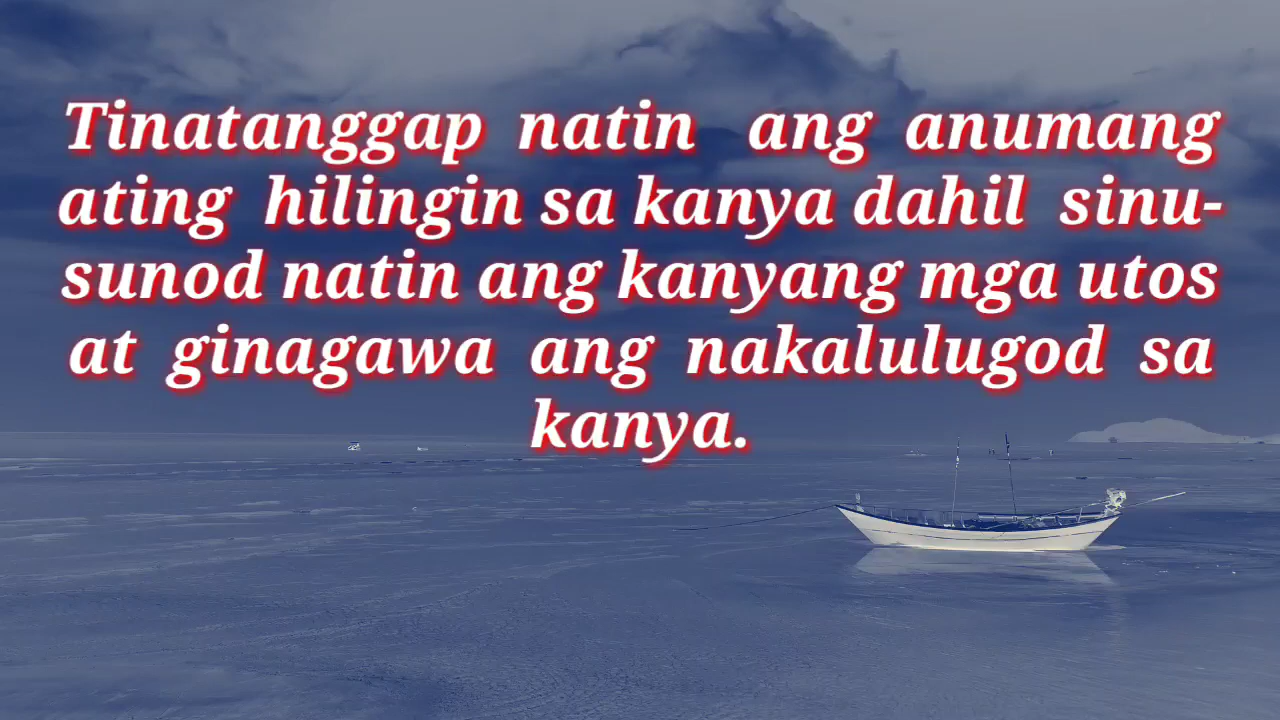 Tinatanggap natin ang anumang
ating hilingin sa kanya dahil sinu-
sunod natin ang kanyang mga utos
at ginagawa ang nakalulugod sa
kanya.